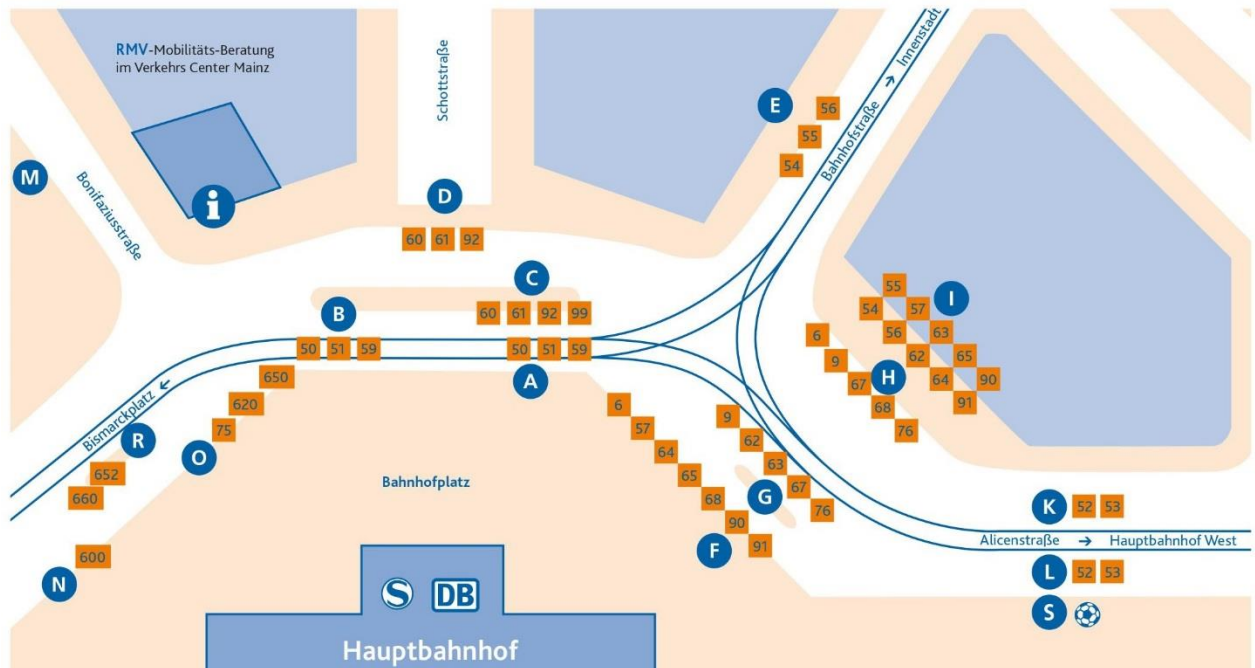 RMV-Mobilitäts-Beratung
im Verkehrs Center Mainz
Schottstraße
Bahnhofstraße → Innenstadt
E
56
55
54
M
Bonifaziusstraße
i
D
60 61 92
C
60 61 92 99
B
50 51 59
50 51 59
A
I
55
54 57
56 63
62 65
64 90
91
H
6
9
67
68
76
650
620
75
O
Bismarckplatz ←
R
652
660
600
N
Bahnhofplatz
6
57
64
65
68
90
91
F
9
62
63
67
76
G
K 52 53
Alicenstraße → Hauptbahnhof West
L 52 53
S
S DB
Hauptbahnhof